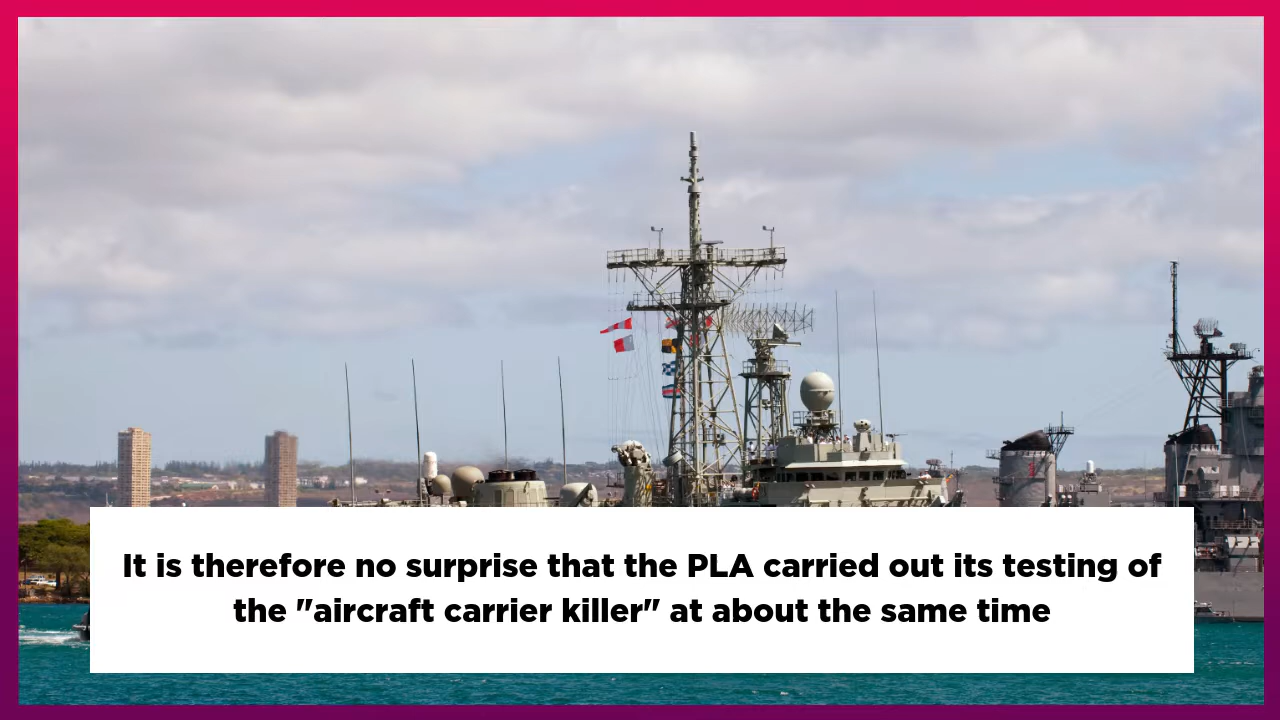 It is therefore no surprise that the PLA carried out its testing of
the "aircraft carrier killer" at about the same time